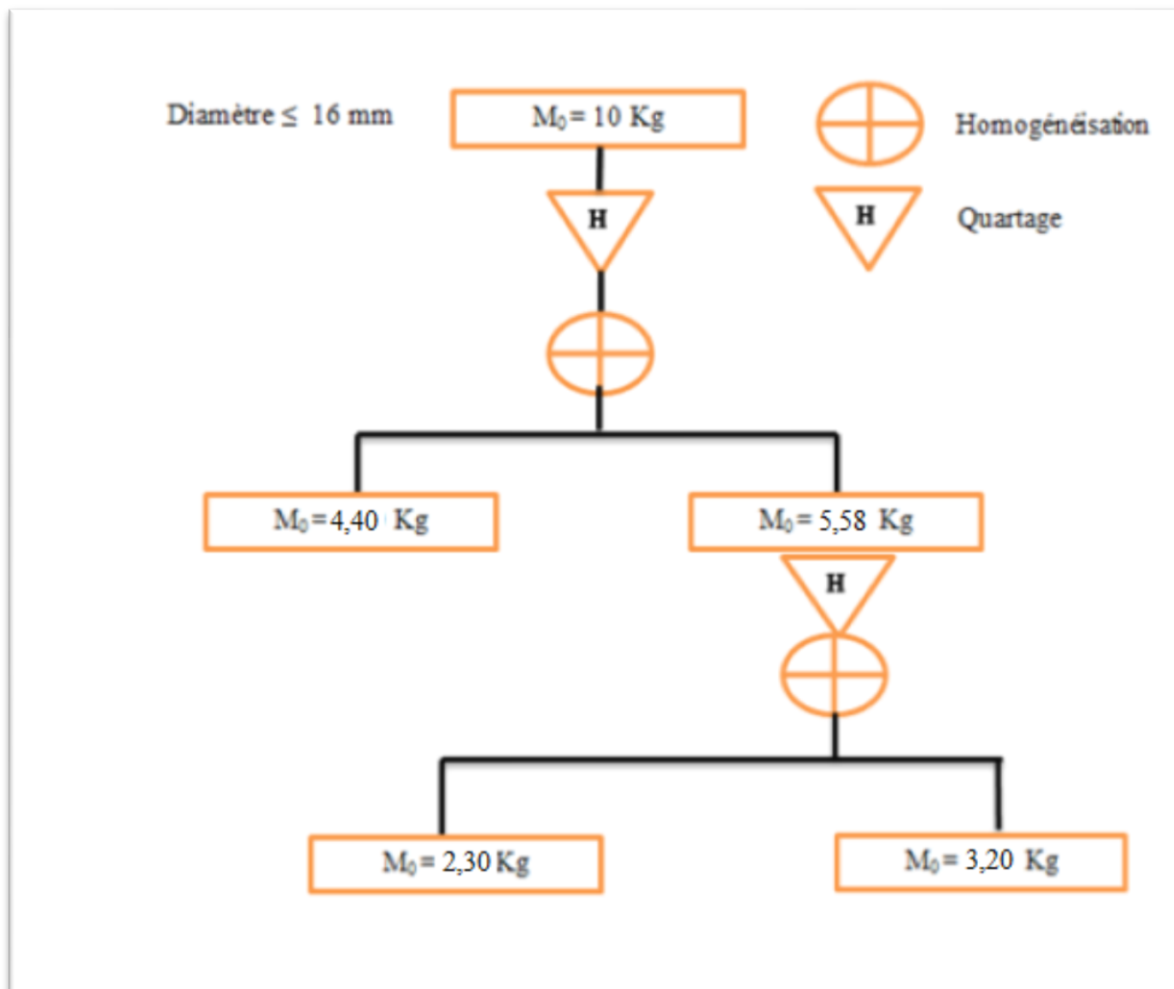 Diamètre ≤ 16 mm
M₀ = 10 Kg
Homogénéisation
H
H
Quartage
M₀ = 4,40 Kg
M₀ = 5,58 Kg
H
M₀ = 2,30 Kg
M₀ = 3,20 Kg